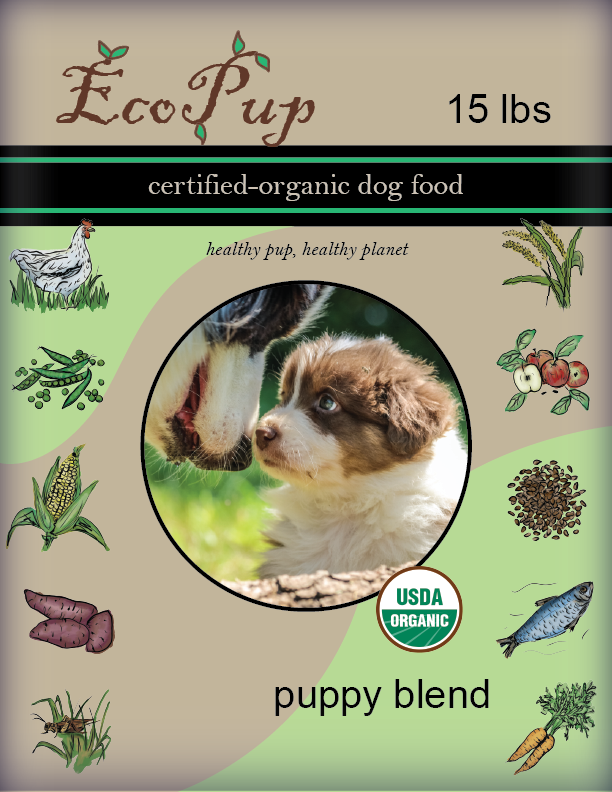 EcoPup
15 lbs
certified-organic dog food
healthy pup, healthy planet
USDA
ORGANIC
puppy blend